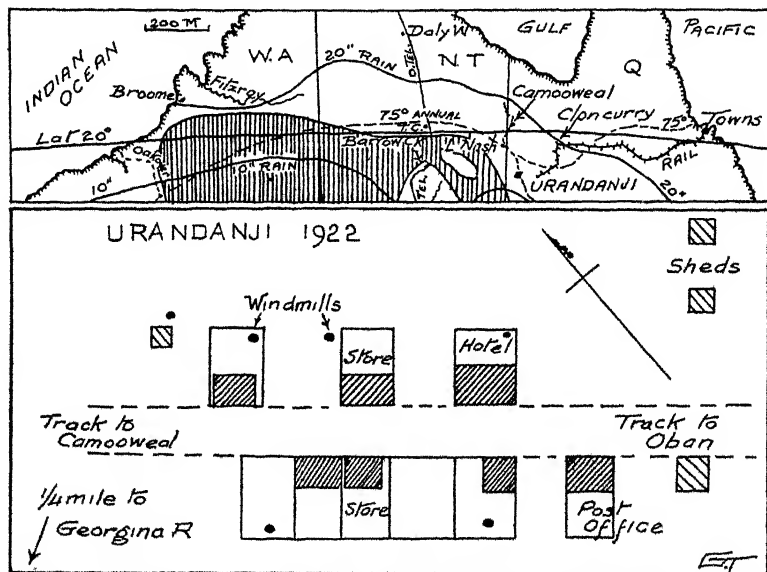 200 M
INDIAN
OCEAN
W.A
20" RAIN
O.TEL
Daly W
N T
GULF
PACIFIC
Q
Broome
Fitzroy
Camooweal
Cloncurry
75° ANNUAL
75°
Towns
Lat 20°
T.C.
Barrow CK
L. Nash
RAIL
10"
10" RAIN
TEL
URANDANJI
20"
URANDANJI 1922
Sheds
Windmills
Store
Hotel
Track to
Camooweal
Track to
Oban
1/4 mile to
Georgina R
Store
Post
Office
G.T